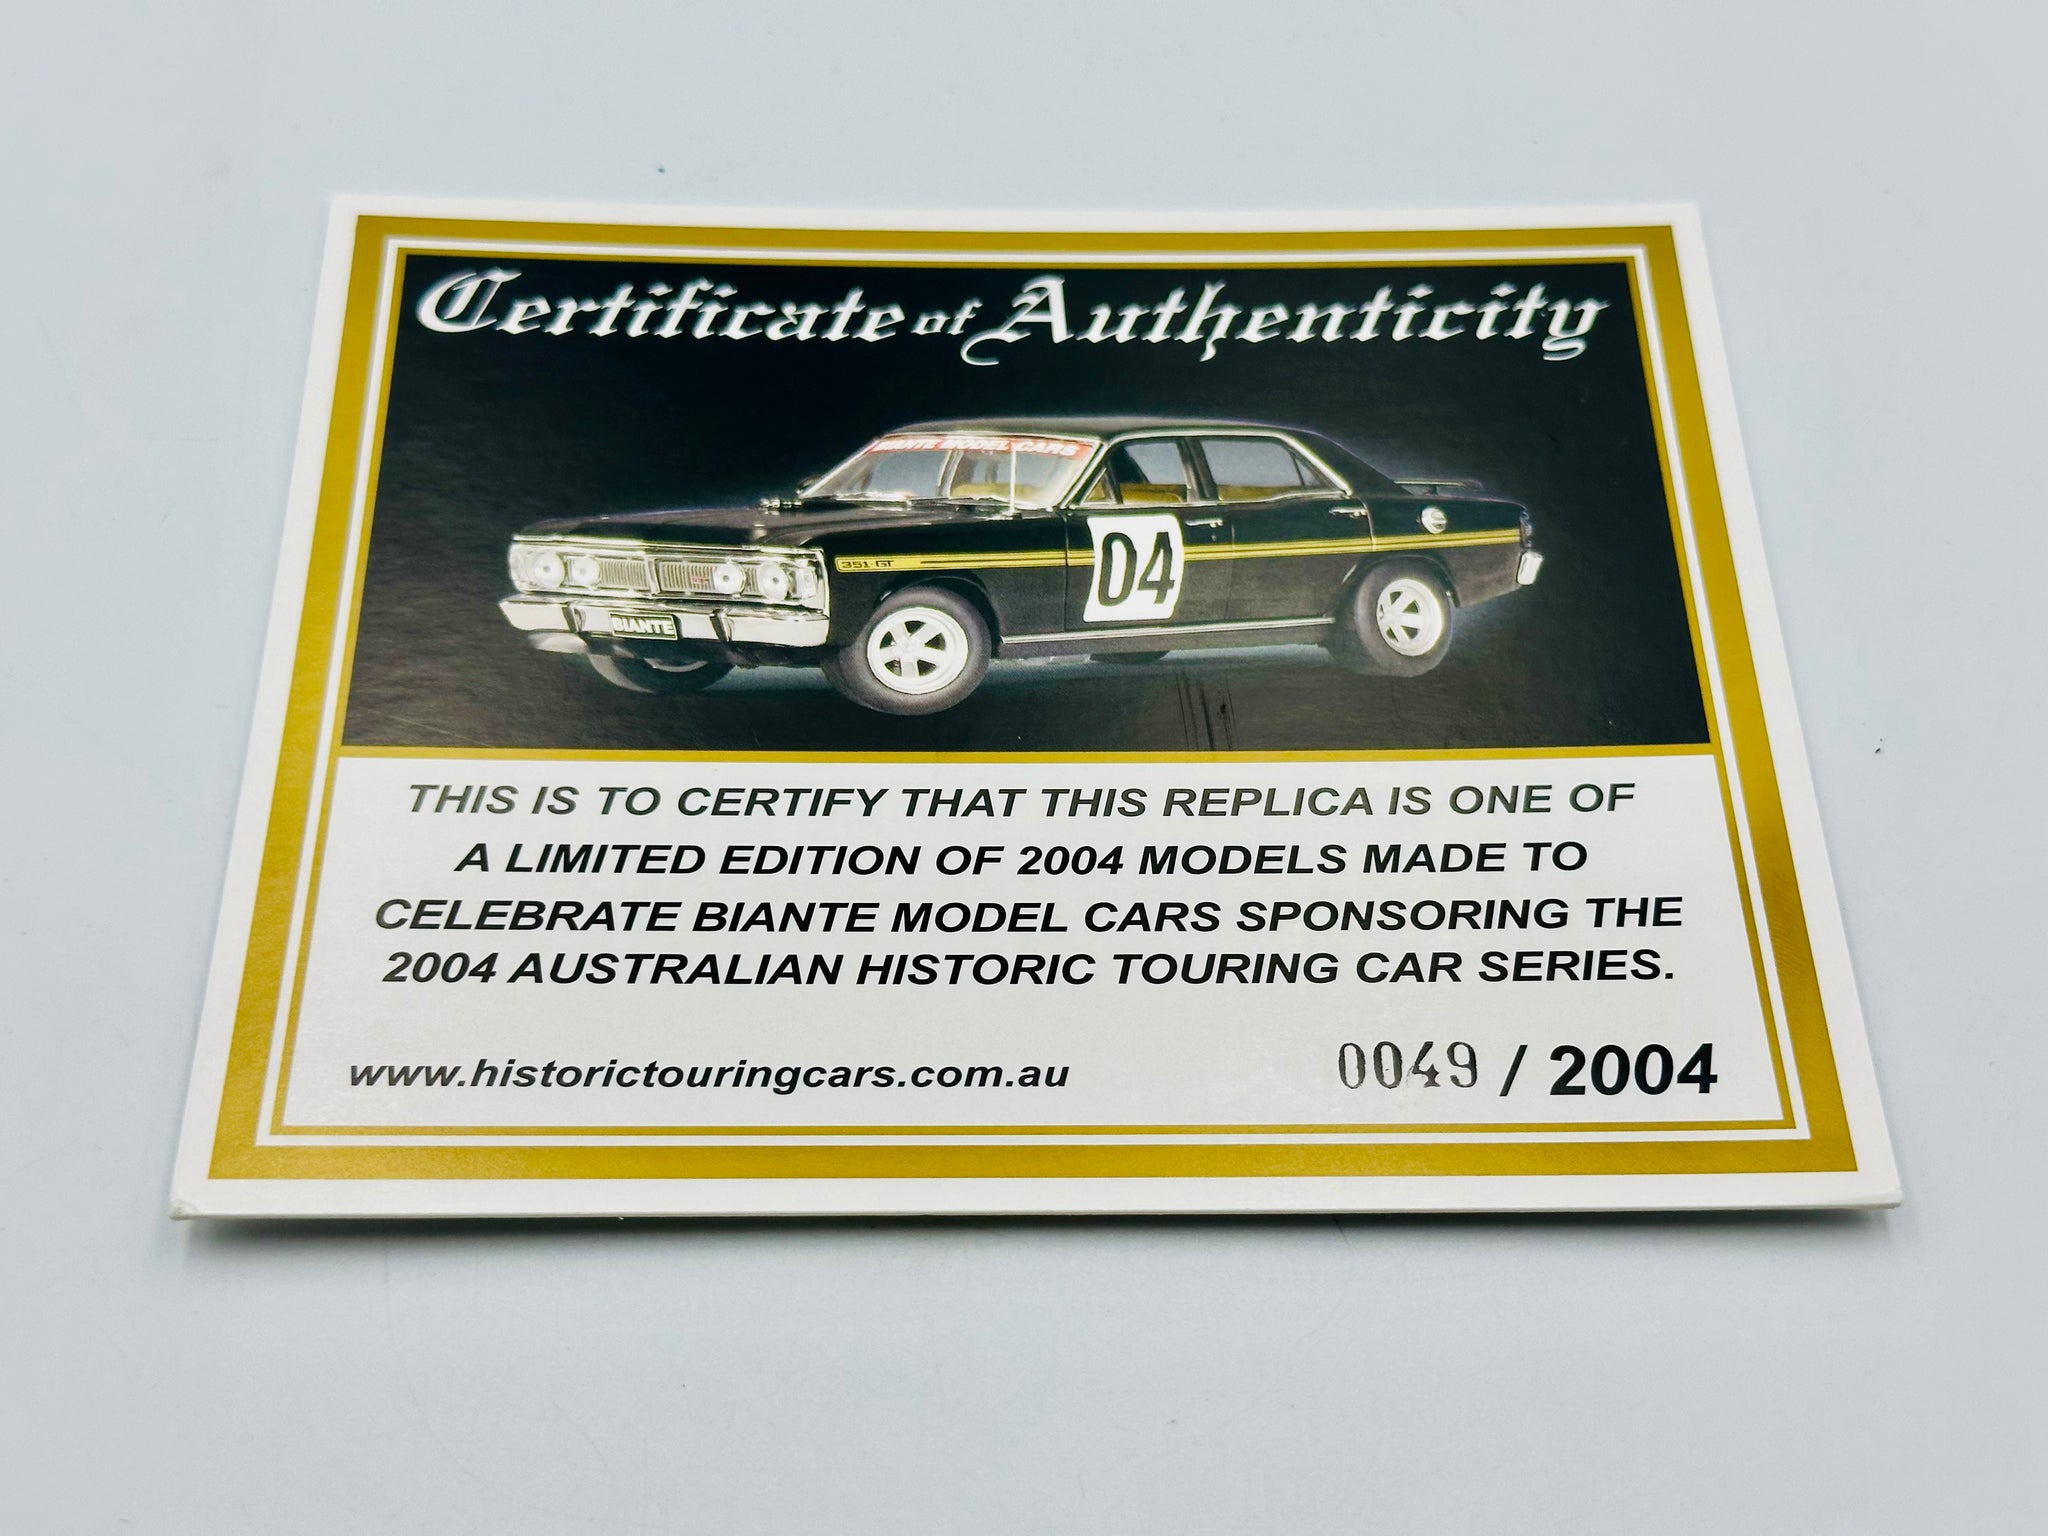 Certificate of Authenticity
BIANTE MODEL CARS
04
351·GT
BIANTE
THIS IS TO CERTIFY THAT THIS REPLICA IS ONE OF
A LIMITED EDITION OF 2004 MODELS MADE TO
CELEBRATE BIANTE MODEL CARS SPONSORING THE
2004 AUSTRALIAN HISTORIC TOURING CAR SERIES.
www.historictouringcars.com.au
0049 / 2004